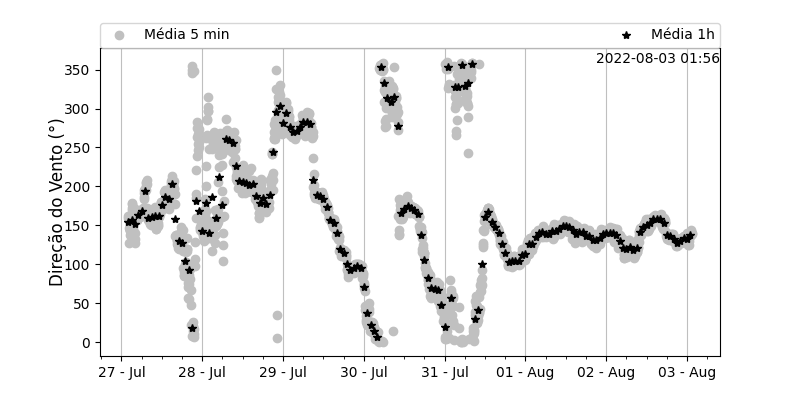 Média 5 min
Média 1h
2022-08-03 01:56
Direção do Vento (°)
350
300
250
200
150
100
50
0
27 - Jul
28 - Jul
29 - Jul
30 - Jul
31 - Jul
01 - Aug
02 - Aug
03 - Aug